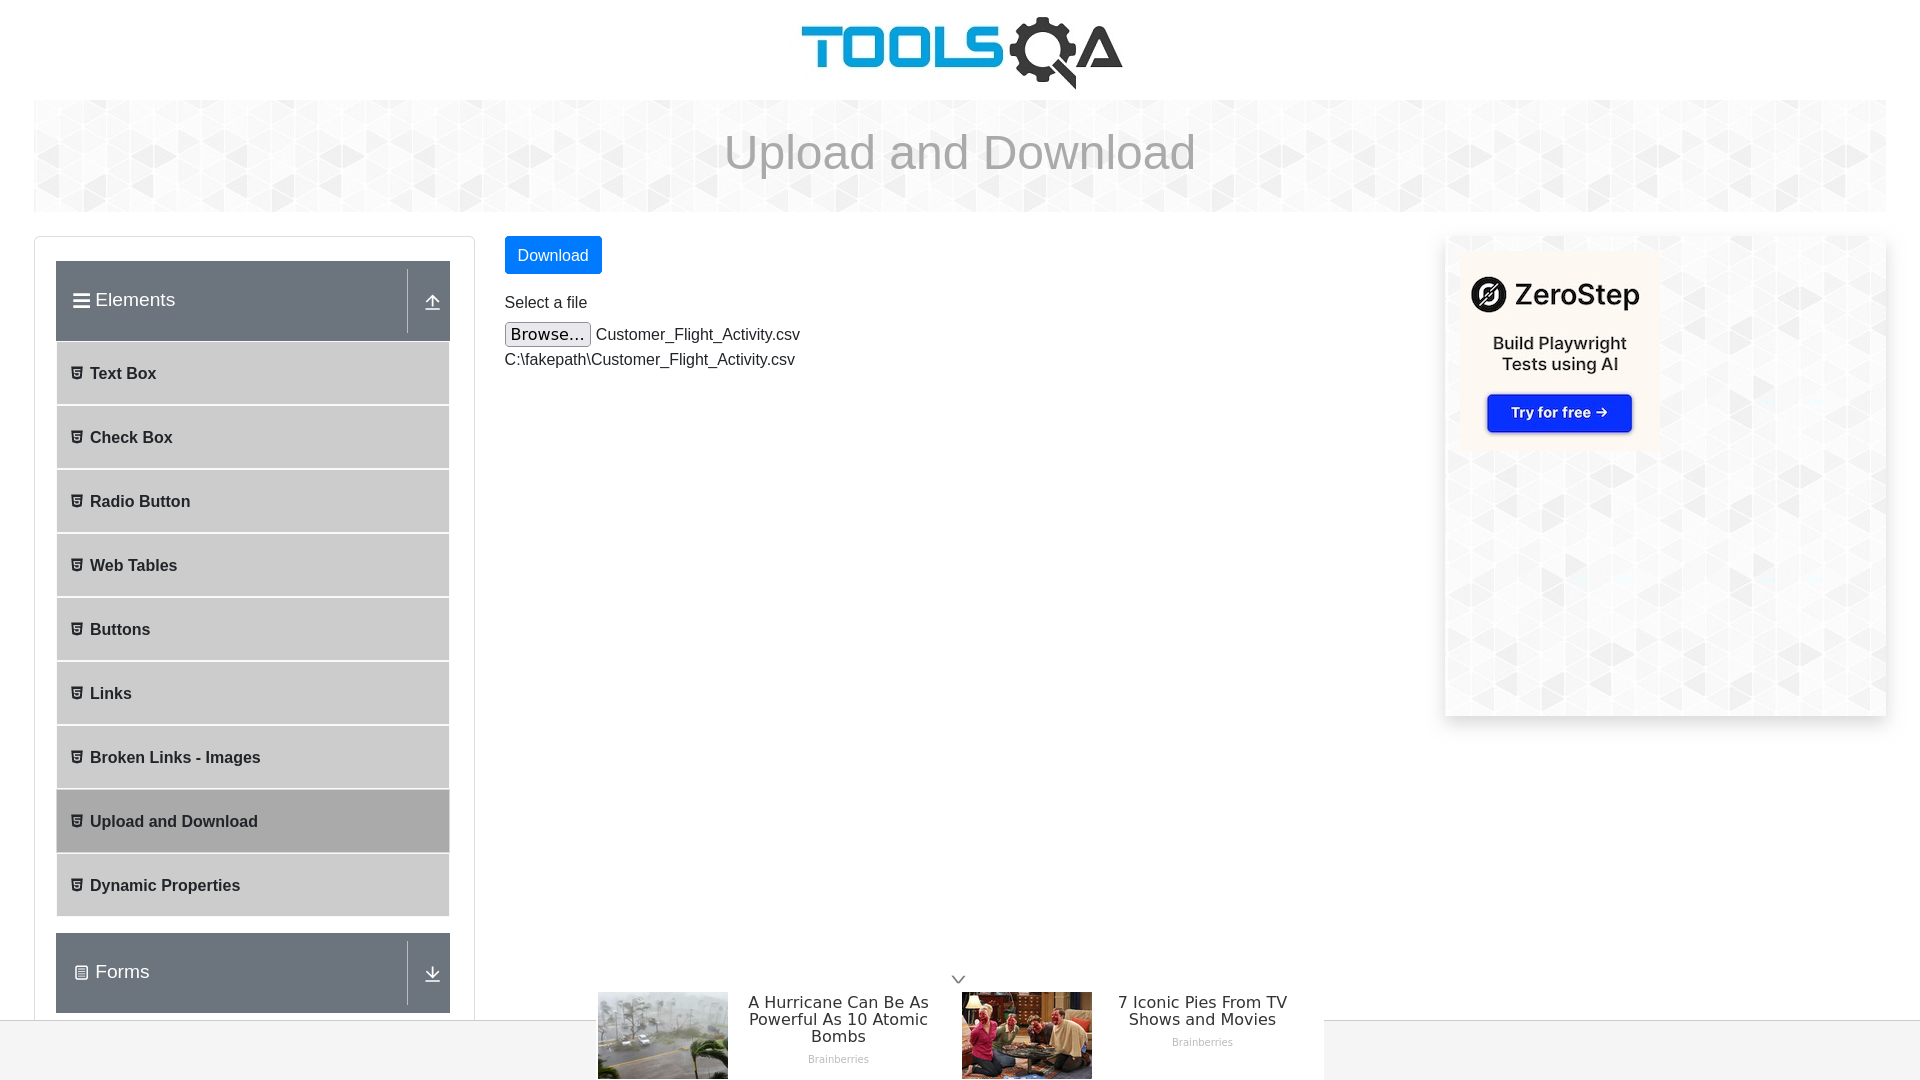 TOOLSQA
Upload and Download
Elements
Text Box
Check Box
Radio Button
Web Tables
Buttons
Links
Broken Links - Images
Upload and Download
Dynamic Properties
Forms
Download
Select a file
Browse... Customer_Flight_Activity.csv
C:\fakepath\Customer_Flight_Activity.csv
ZeroStep
Build Playwright
Tests using AI
Try for free →
A Hurricane Can Be As
Powerful As 10 Atomic
Bombs
Brainberries
7 Iconic Pies From TV
Shows and Movies
Brainberries